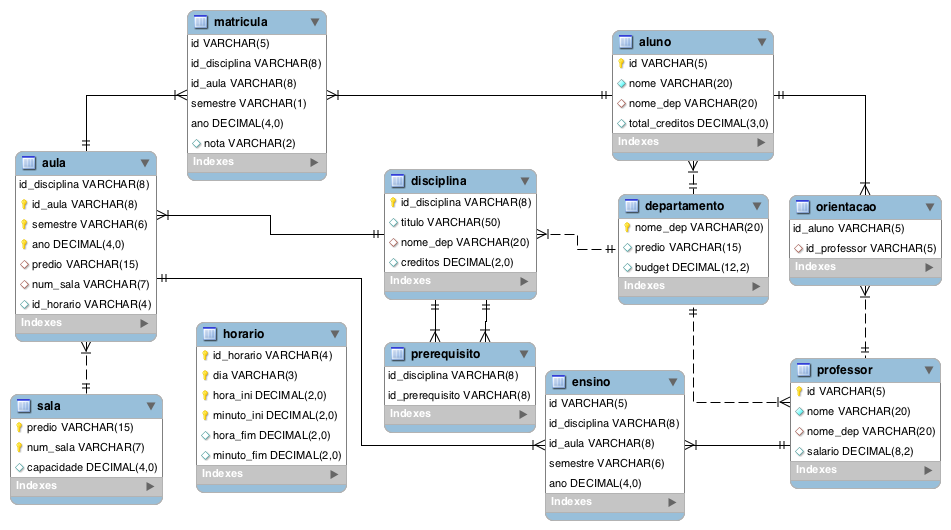 matricula
id VARCHAR(5)
id_disciplina VARCHAR(8)
id_aula VARCHAR(8)
semestre VARCHAR(1)
ano DECIMAL(4,0)
nota VARCHAR(2)
Indexes
aluno
id VARCHAR(5)
nome VARCHAR(20)
nome_dep VARCHAR(20)
total_creditos DECIMAL(3,0)
Indexes
aula
id_disciplina VARCHAR(8)
id_aula VARCHAR(8)
semestre VARCHAR(6)
ano DECIMAL(4,0)
predio VARCHAR(15)
num_sala VARCHAR(7)
id_horario VARCHAR(4)
Indexes
disciplina
id_disciplina VARCHAR(8)
titulo VARCHAR(50)
nome_dep VARCHAR(20)
creditos DECIMAL(2,0)
Indexes
departamento
nome_dep VARCHAR(20)
predio VARCHAR(15)
budget DECIMAL(12,2)
Indexes
orientacao
id_aluno VARCHAR(5)
id_professor VARCHAR(5)
Indexes
horario
id_horario VARCHAR(4)
dia VARCHAR(3)
hora_ini DECIMAL(2,0)
minuto_ini DECIMAL(2,0)
hora_fim DECIMAL(2,0)
minuto_fim DECIMAL(2,0)
Indexes
prerequisito
id_disciplina VARCHAR(8)
id_prerequisito VARCHAR(8)
Indexes
sala
predio VARCHAR(15)
num_sala VARCHAR(7)
capacidade DECIMAL(4,0)
Indexes
ensino
id VARCHAR(5)
id_disciplina VARCHAR(8)
id_aula VARCHAR(8)
semestre VARCHAR(6)
ano DECIMAL(4,0)
Indexes
professor
id VARCHAR(5)
nome VARCHAR(20)
nome_dep VARCHAR(20)
salario DECIMAL(8,2)
Indexes